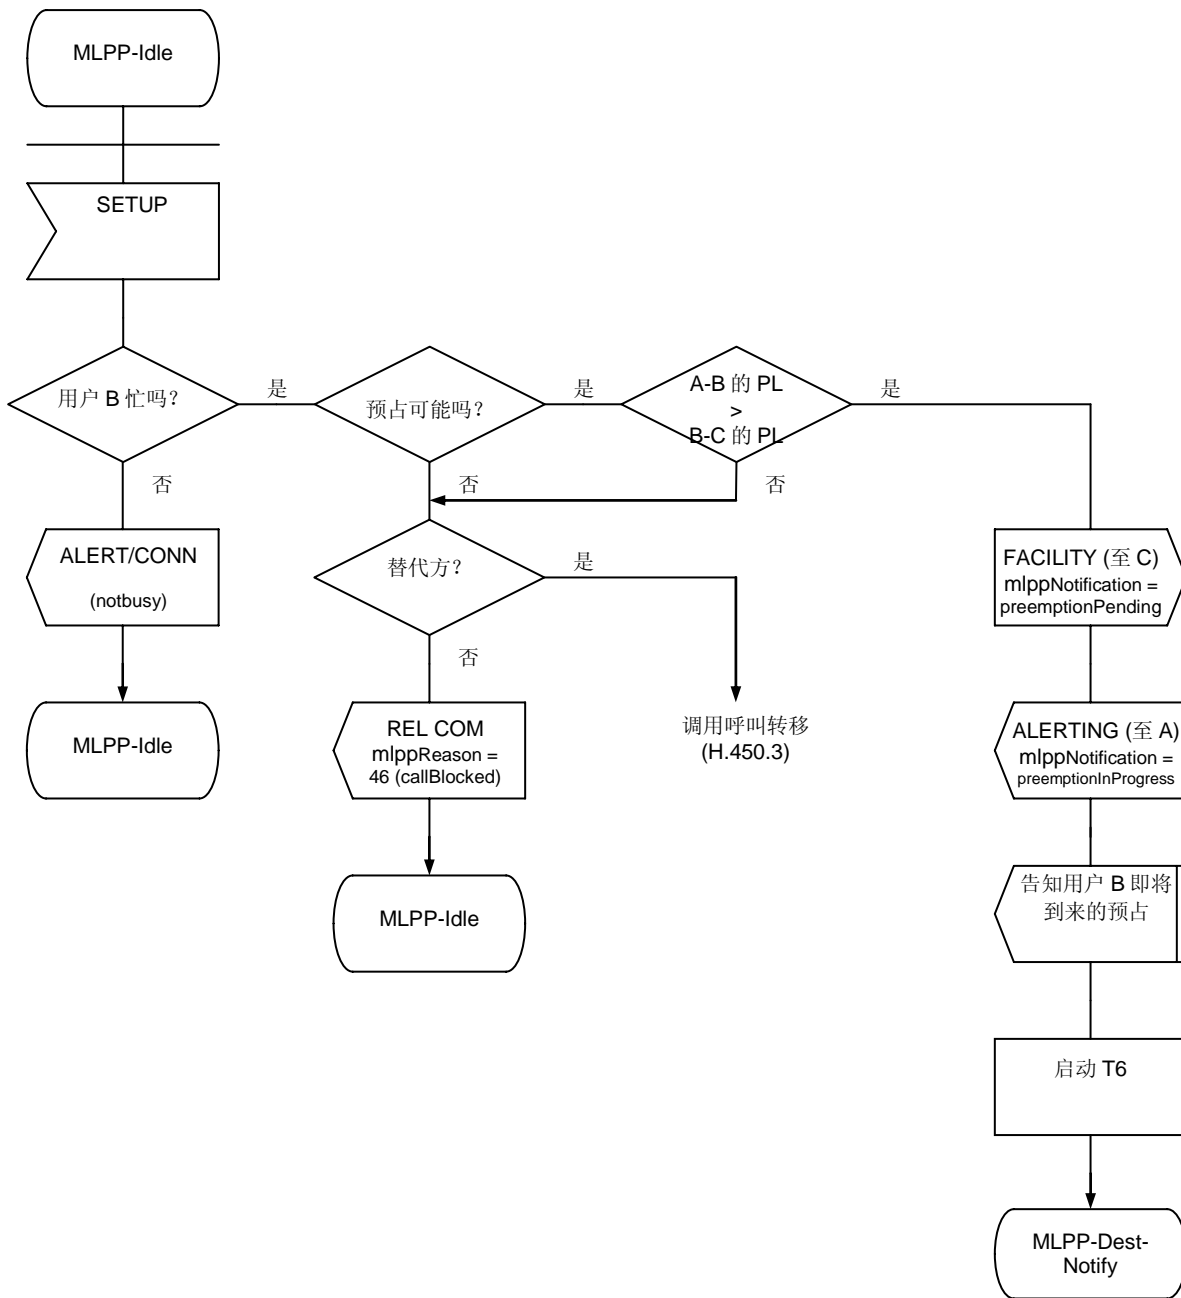 MLPP-Idle
SETUP
用户 B 忙吗?
是
预占可能吗?
是
A-B 的 PL
>
B-C 的 PL
是
否
否
否
ALERT/CONN
(notbusy)
替代方?
是
FACILITY (至 C)
mlppNotification =
preemptionPending
否
MLPP-Idle
REL COM
mlppReason =
46 (callBlocked)
调用呼叫转移
(H.450.3)
ALERTING (至 A)
mlppNotification =
preemptionInProgress
MLPP-Idle
告知用户 B 即将
到来的预占
启动 T6
MLPP-Dest-
Notify